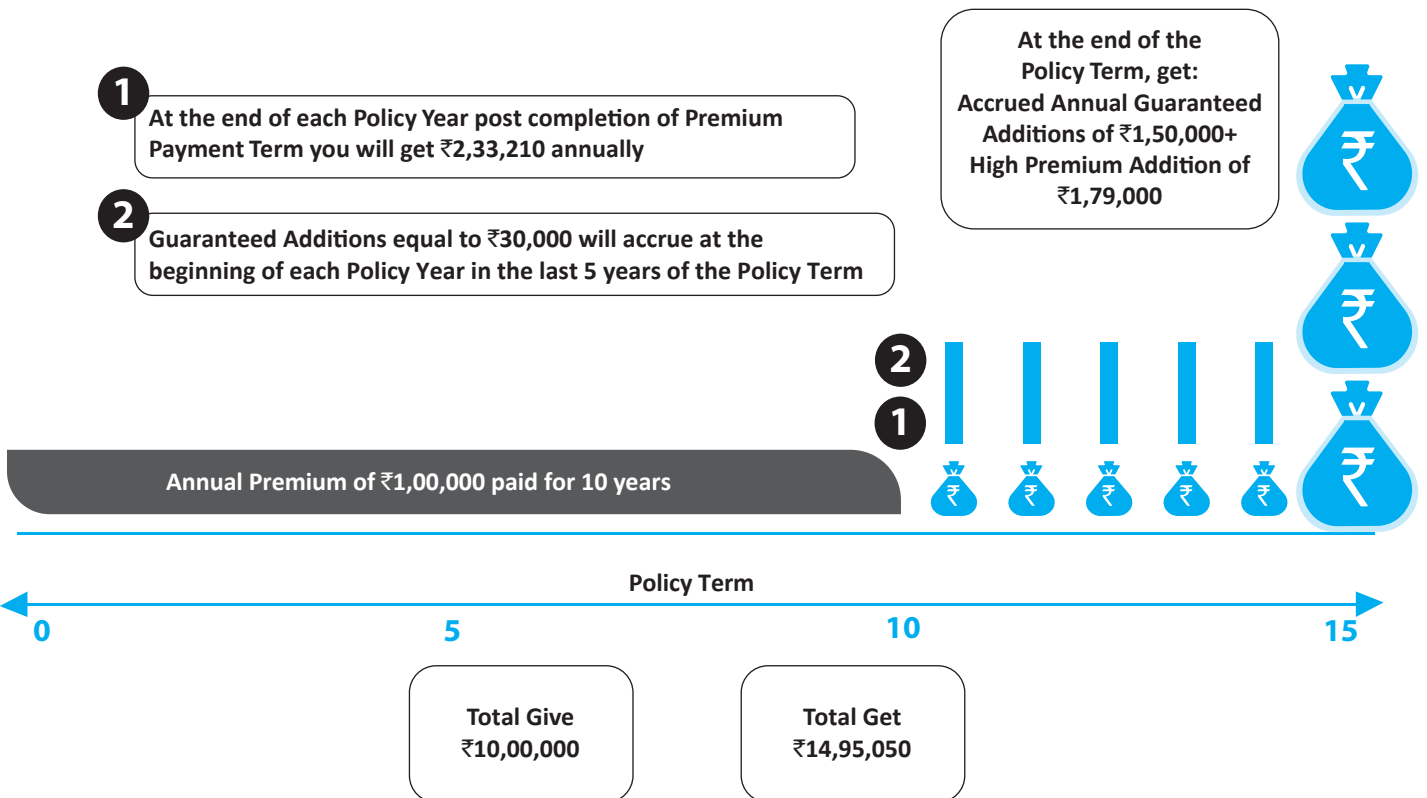 1
At the end of each Policy Year post completion of Premium
Payment Term you will get ₹2,33,210 annually
2
Guaranteed Additions equal to ₹30,000 will accrue at the
beginning of each Policy Year in the last 5 years of the Policy Term
At the end of the
Policy Term, get:
Accrued Annual Guaranteed
Additions of ₹1,50,000+
High Premium Addition of
₹1,79,000
₹
₹
₹
2
1
Annual Premium of ₹1,00,000 paid for 10 years
₹ ₹ ₹ ₹ ₹
Policy Term
0 5 10 15
Total Give
₹10,00,000
Total Get
₹14,95,050